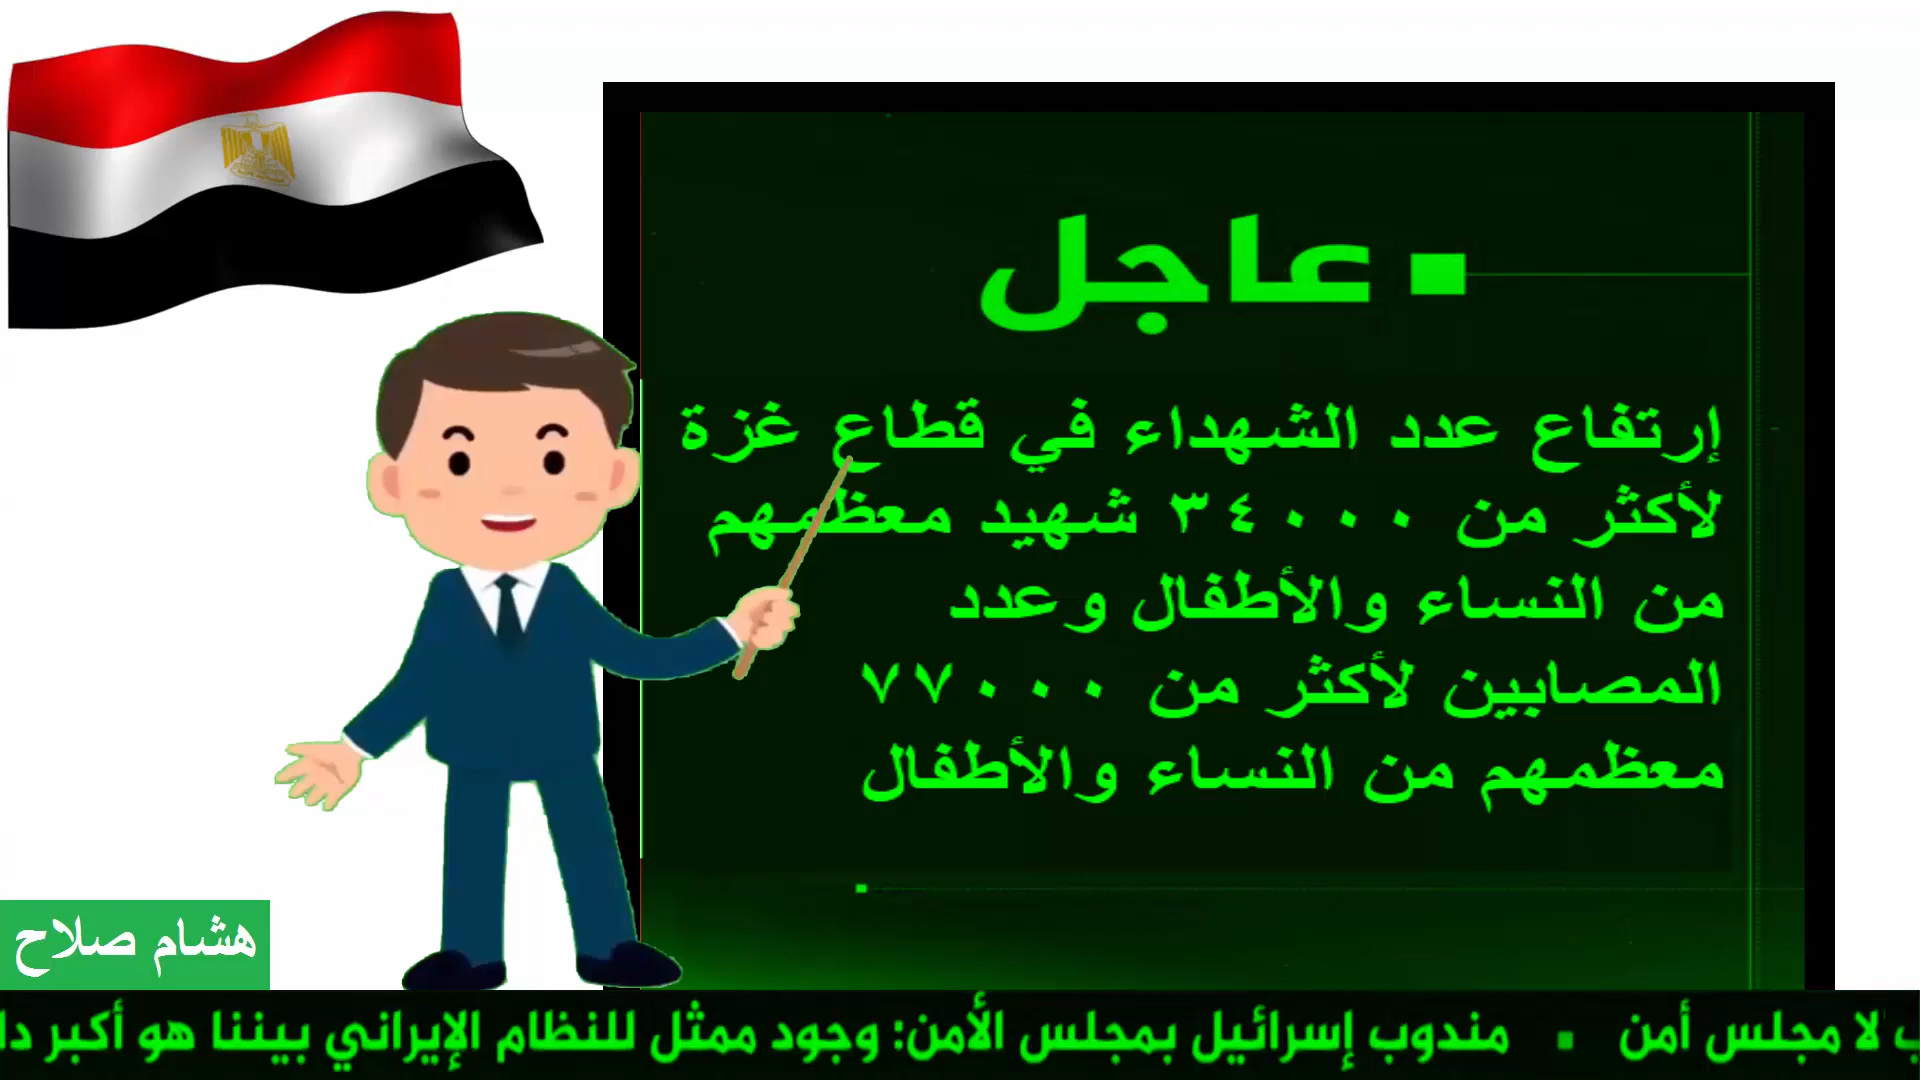 عاجل
إرتفاع عدد الشهداء في قطاع غزة
لأكثر من ٣٤٠٠٠ شهيد معظمهم
من النساء والأطفال وعدد
المصابين لأكثر من ٧٧٠٠٠
معظمهم من النساء والأطفال
هشام صلاح
لا مجلس أمن ▪ مندوب إسرائيل بمجلس الأمن: وجود ممثل للنظام الإيراني بيننا هو أكبر